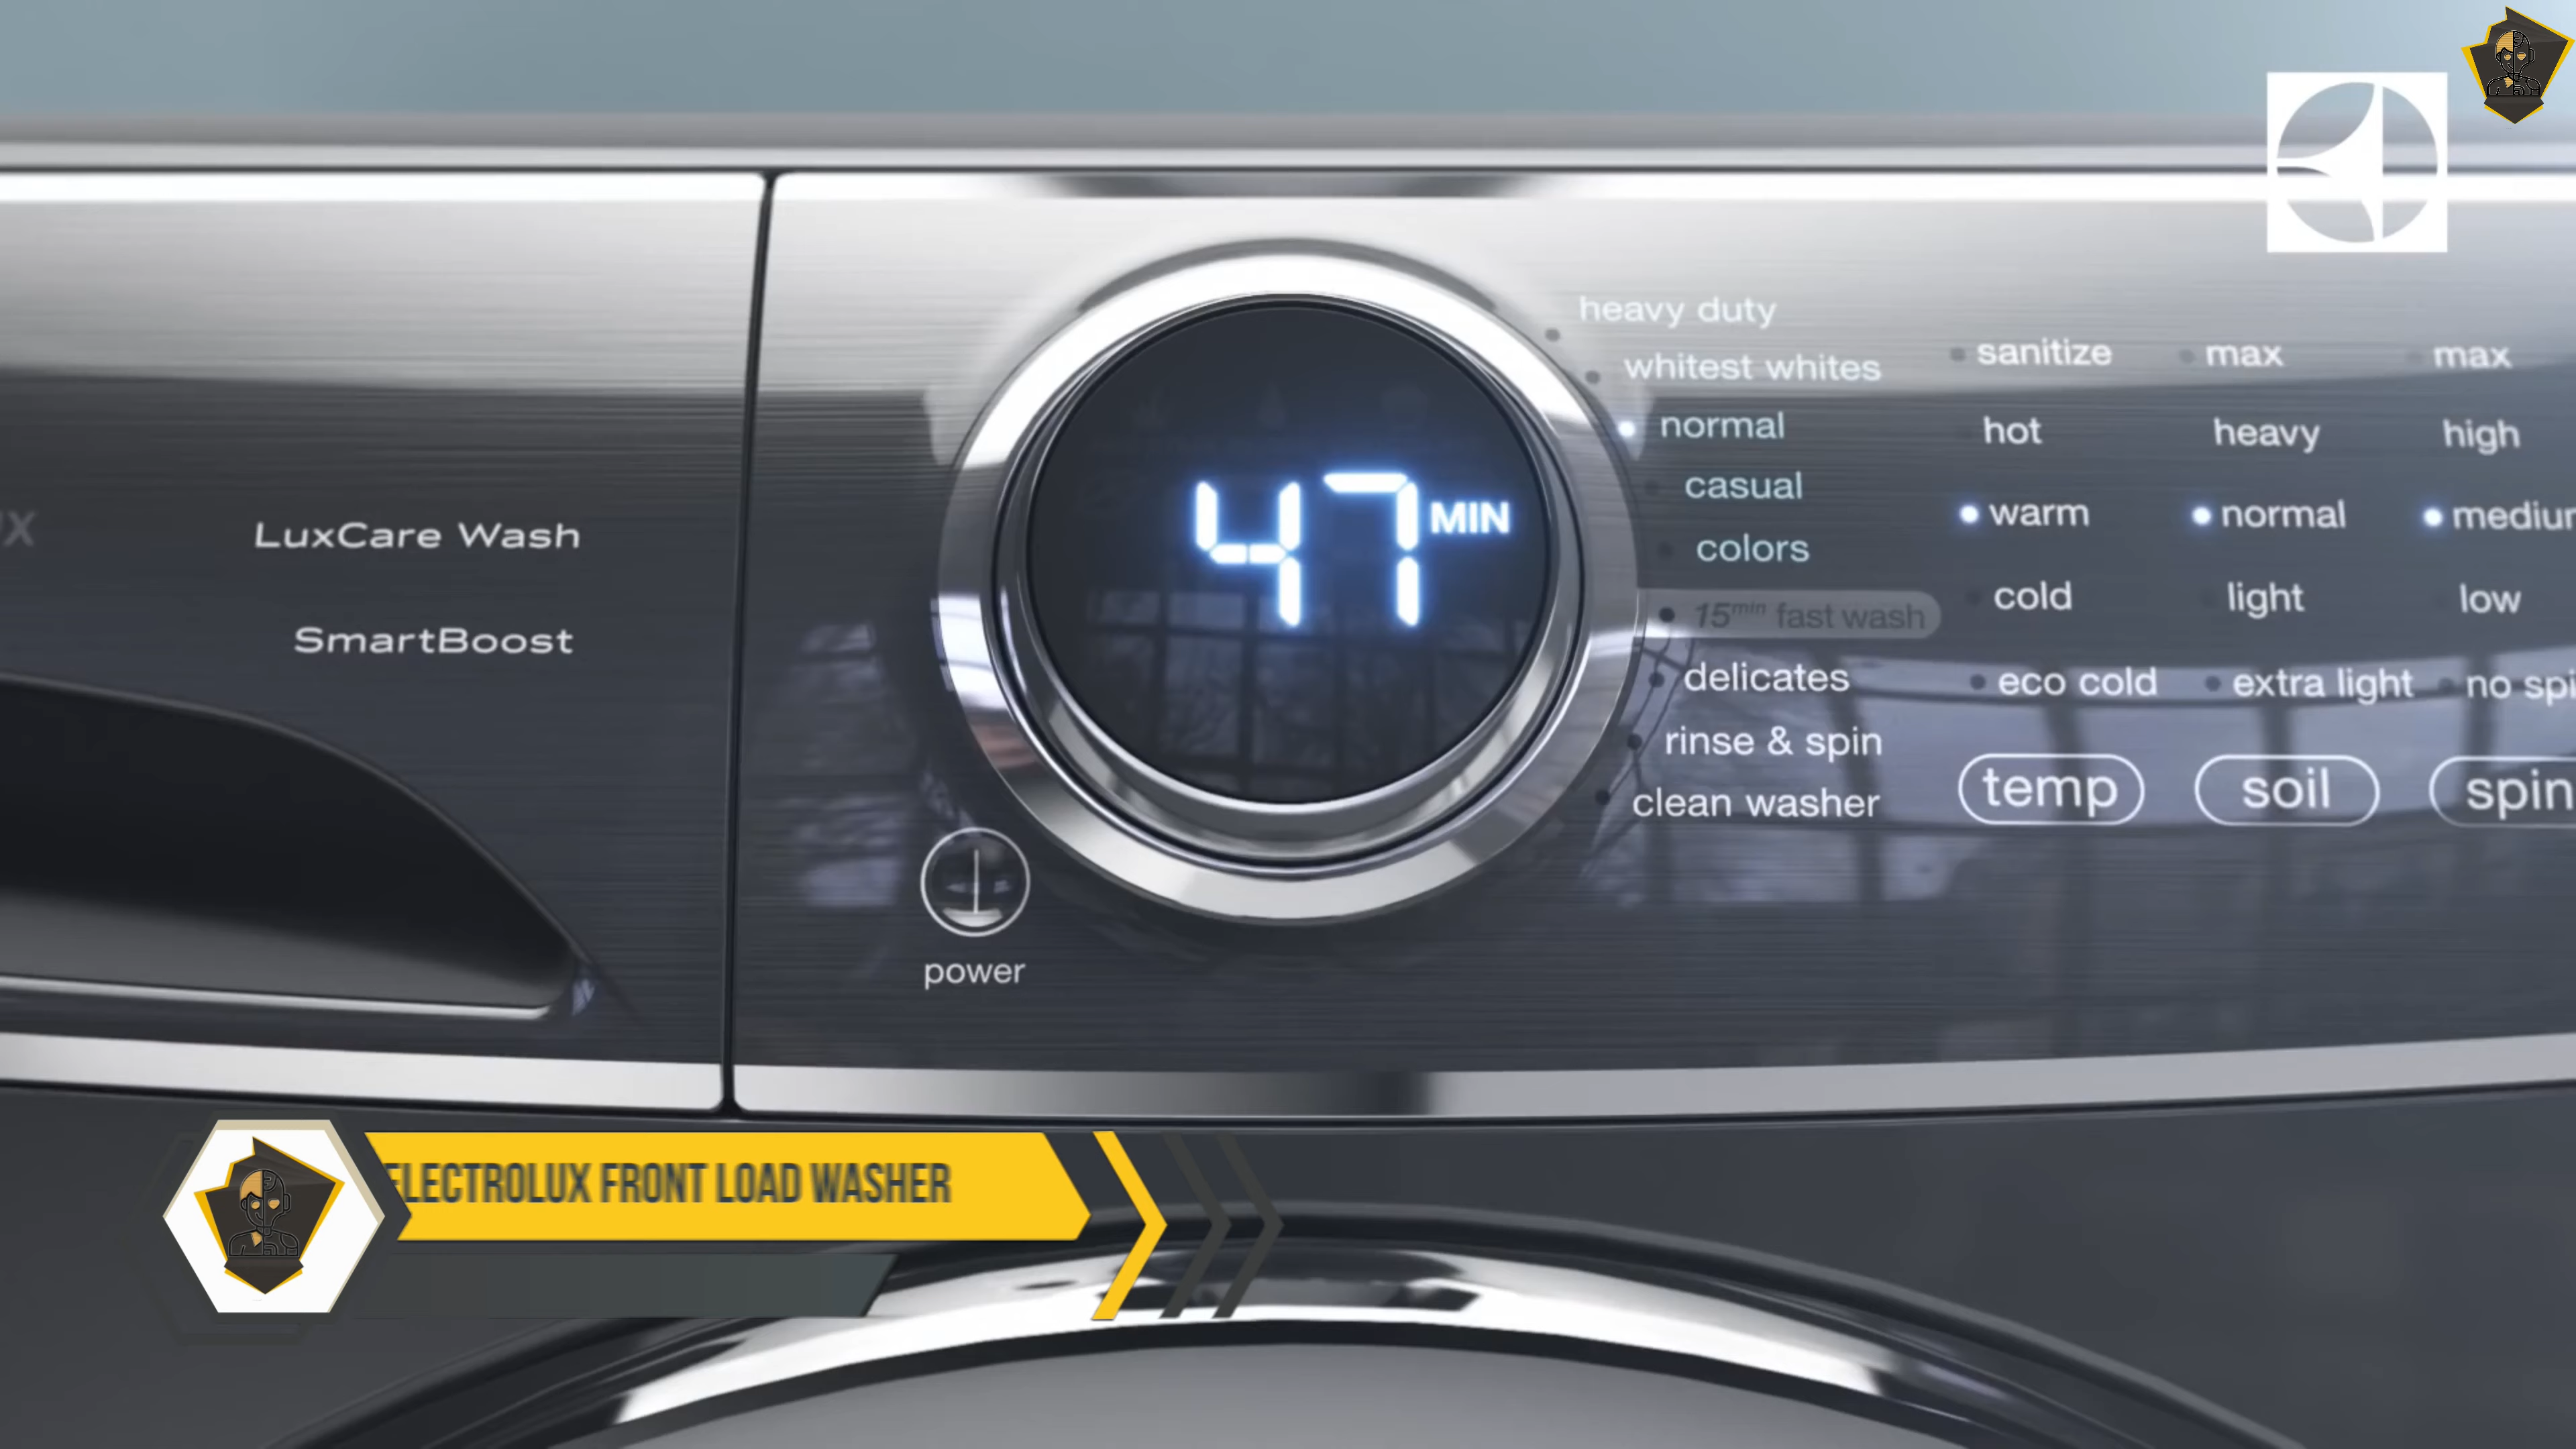 LuxCare Wash
SmartBoost
47 MIN
power
heavy duty
whitest whites
normal
casual
colors
15min fast wash
delicates
rinse & spin
clean washer
sanitize
hot
warm
cold
eco cold
temp
max
heavy
normal
light
extra light
soil
max
high
low
spin
ELECTROLUX FRONT LOAD WASHER